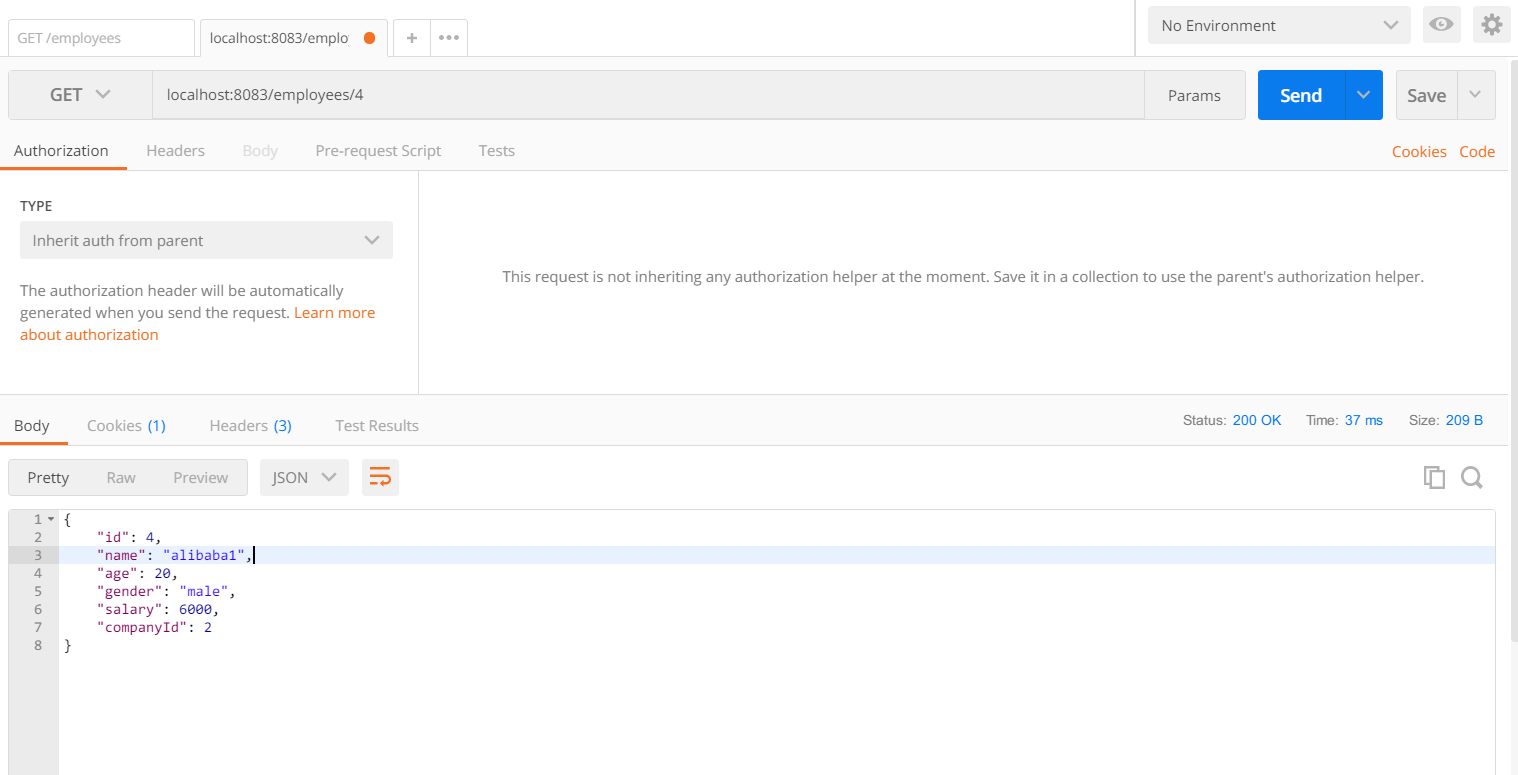 GET /employees
localhost:8083/emplo
No Environment
GET
localhost:8083/employees/4
Params
Send
Save
Authorization
Headers
Body
Pre-request Script
Tests
Cookies
Code
TYPE
Inherit auth from parent
The authorization header will be automatically
generated when you send the request. Learn more
about authorization
This request is not inheriting any authorization helper at the moment. Save it in a collection to use the parent's authorization helper.
Body
Cookies (1)
Headers (3)
Test Results
Status: 200 OK
Time: 37 ms
Size: 209 B
Pretty
Raw
Preview
JSON
1 {
2 "id": 4,
3 "name": "alibaba1",
4 "age": 20,
5 "gender": "male",
6 "salary": 6000,
7 "companyId": 2
8 }